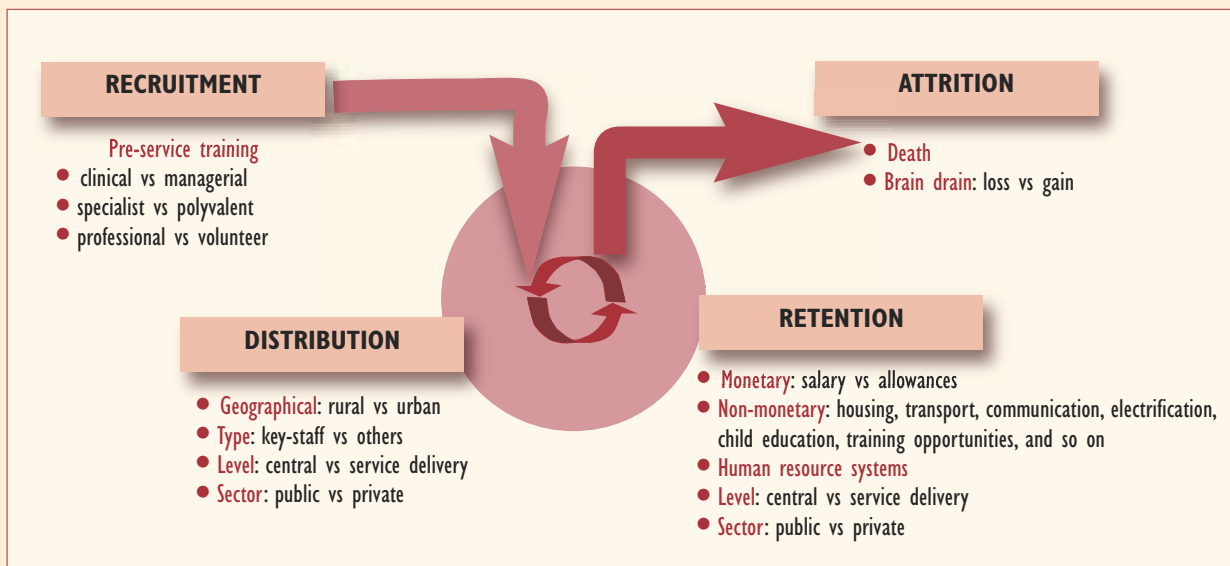 RECRUITMENT
Pre-service training
● clinical vs managerial
● specialist vs polyvalent
● professional vs volunteer
ATTRITION
● Death
● Brain drain: loss vs gain
DISTRIBUTION
● Geographical: rural vs urban
● Type: key-staff vs others
● Level: central vs service delivery
● Sector: public vs private
RETENTION
● Monetary: salary vs allowances
● Non-monetary: housing, transport, communication, electrification,
child education, training opportunities, and so on
● Human resource systems
● Level: central vs service delivery
● Sector: public vs private